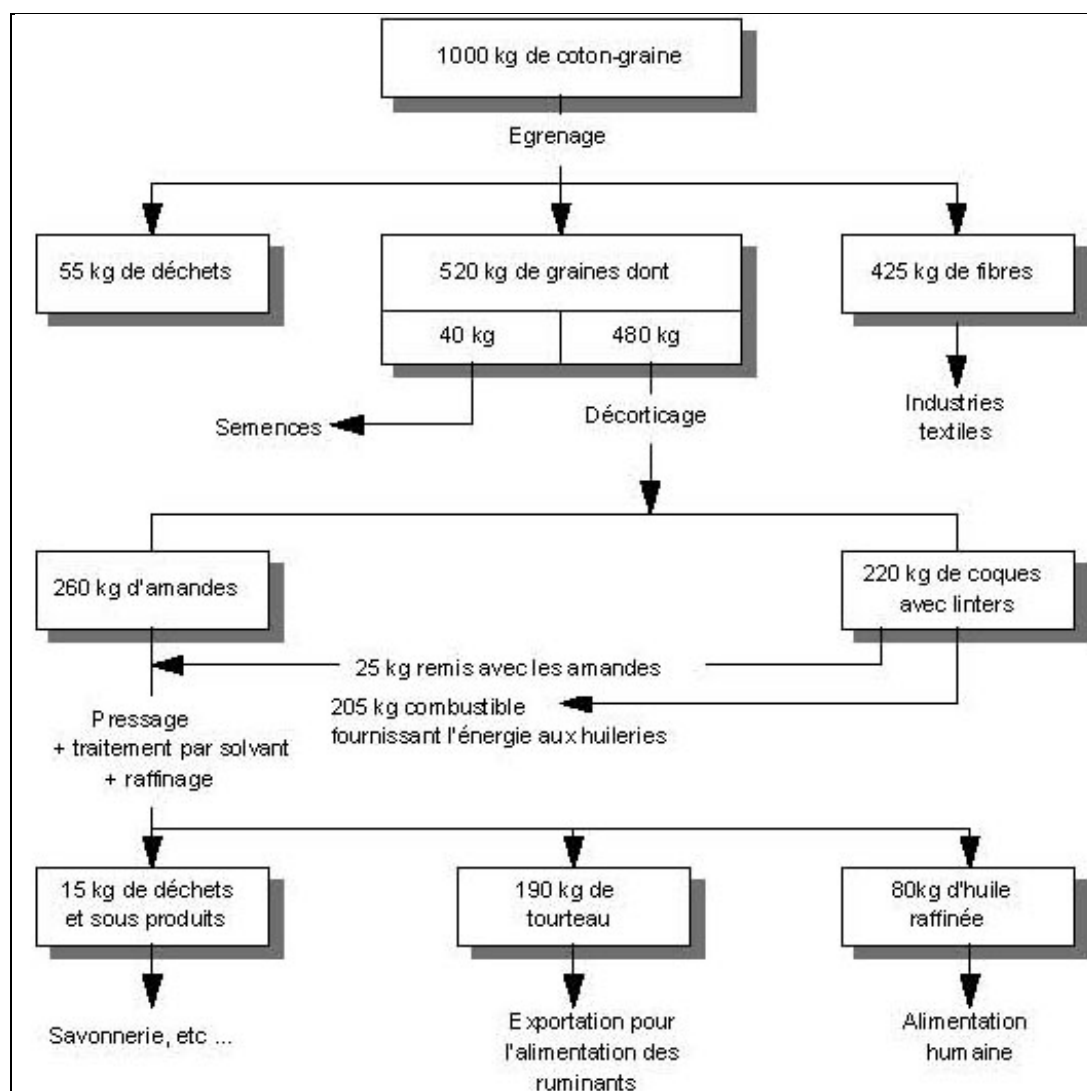 1000 kg de coton-graine
Egrenage
55 kg de déchets
520 kg de graines dont
425 kg de fibres
40 kg
480 kg
Semences
Décorticage
Industries
textiles
260 kg d'amandes
220 kg de coques
avec linters
25 kg remis avec les amandes
205 kg combustible
fournissant l'énergie aux huileries
Pressage
+ traitement par solvant
+ raffinage
15 kg de déchets
et sous produits
190 kg de
tourteau
80kg d'huile
raffinée
Savonnerie, etc ...
Exportation pour
l'alimentation des
ruminants
Alimentation
humaine